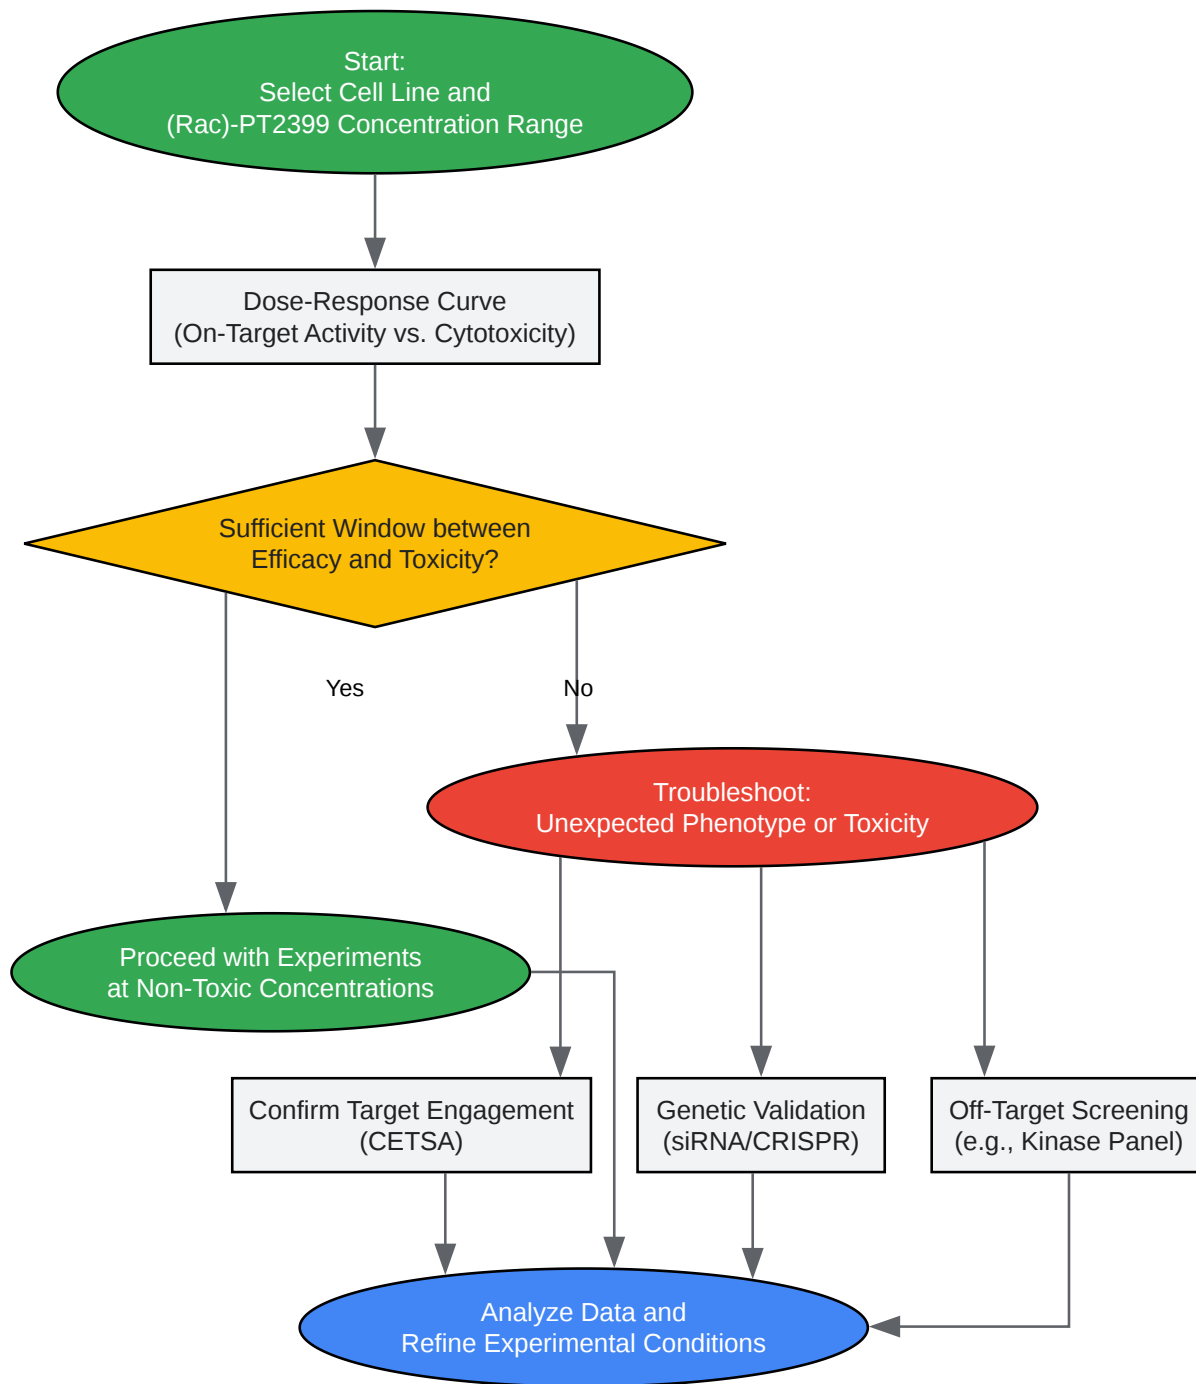 Start:
Select Cell Line and
(Rac)-PT2399 Concentration Range
Dose-Response Curve
(On-Target Activity vs. Cytotoxicity)
Sufficient Window between
Efficacy and Toxicity?
Yes
No
Troubleshoot:
Unexpected Phenotype or Toxicity
Proceed with Experiments
at Non-Toxic Concentrations
Confirm Target Engagement
(CETSA)
Genetic Validation
(siRNA/CRISPR)
Off-Target Screening
(e.g., Kinase Panel)
Analyze Data and
Refine Experimental Conditions